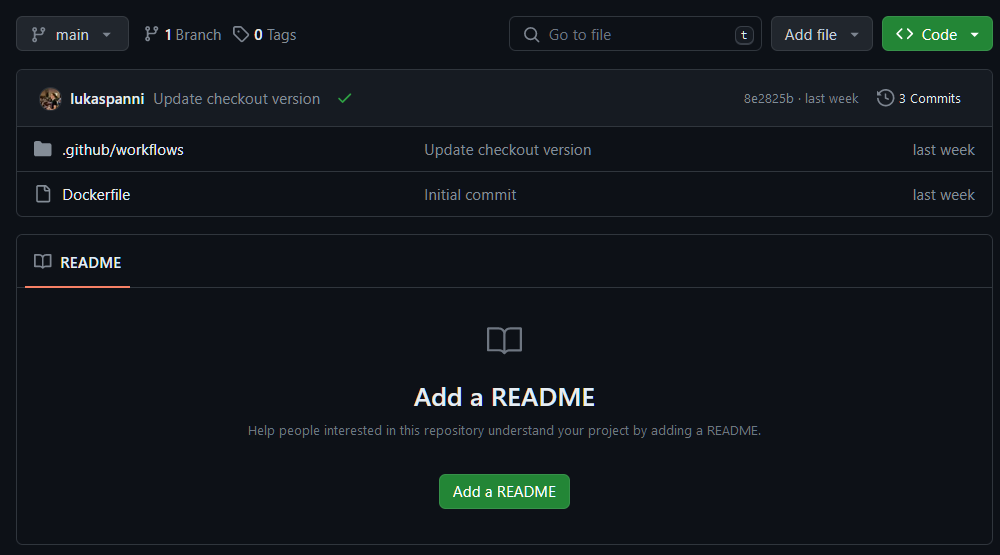 main 1 Branch 0 Tags Go to file t Add file Code
lukaspanni Update checkout version 8e2825b · last week 3 Commits
.github/workflows Update checkout version last week
Dockerfile Initial commit last week
README
Add a README
Help people interested in this repository understand your project by adding a README.
Add a README